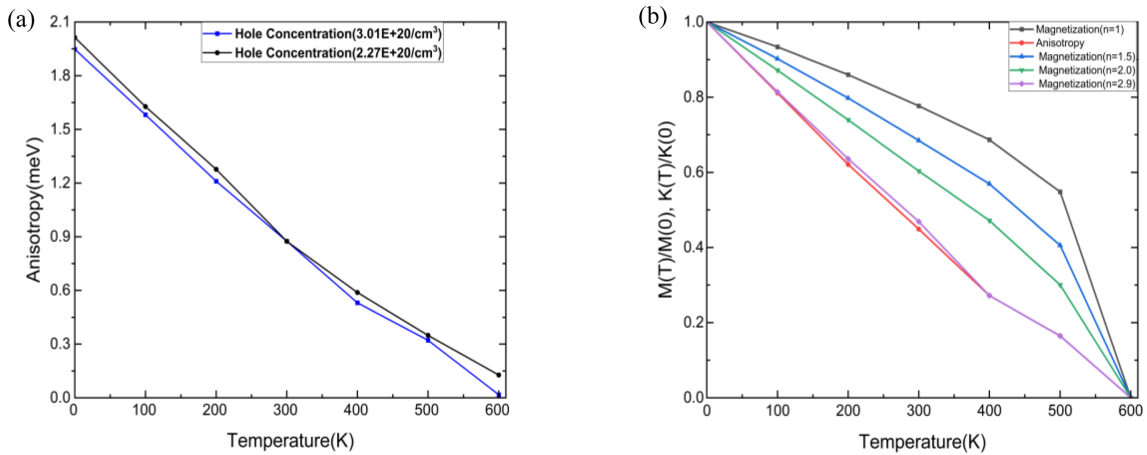 (a)
2.1
1.8
1.5
1.2
0.9
0.6
0.3
0.0
Anisotropy(meV)
Hole Concentration(3.01E+20/cm³)
Hole Concentration(2.27E+20/cm³)
0 100 200 300 400 500 600
Temperature(K)
(b)
1.0
0.8
0.6
0.4
0.2
0.0
M(T)/M(0), K(T)/K(0)
Magnetization(n=1)
Anisotropy
Magnetization(n=1.5)
Magnetization(n=2.0)
Magnetization(n=2.9)
0 100 200 300 400 500 600
Temperature(K)